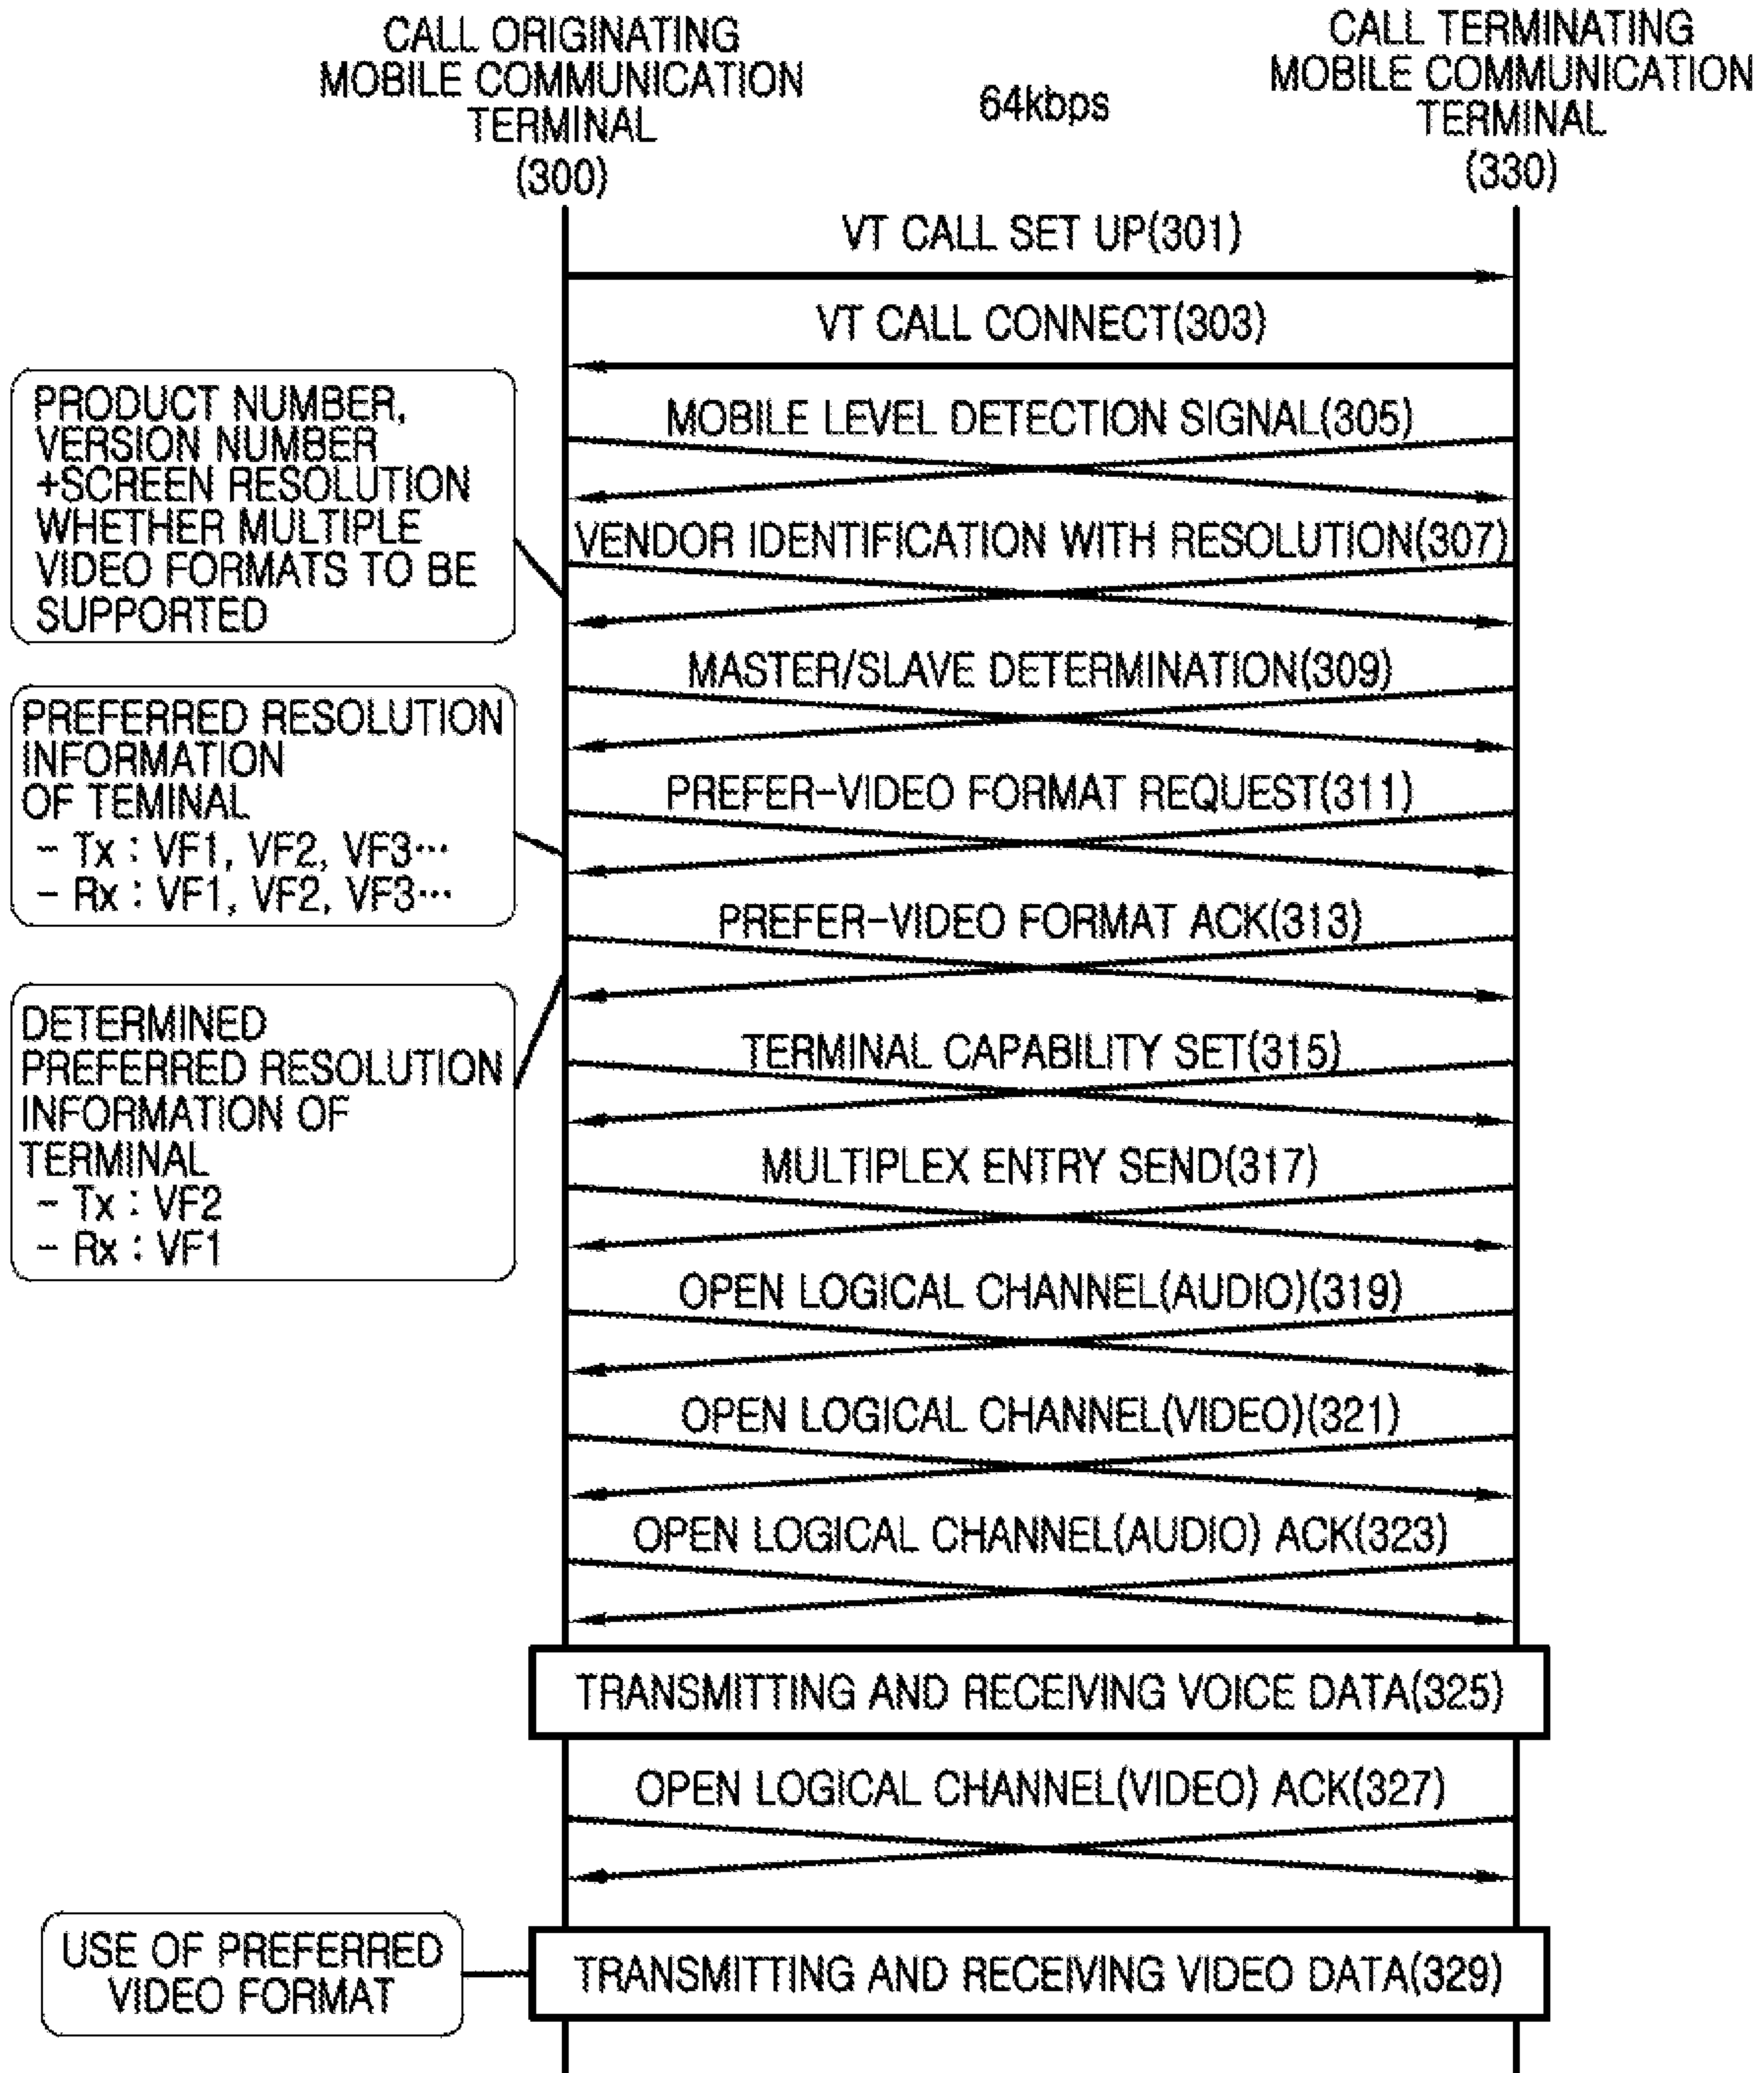 CALL ORIGINATING
MOBILE COMMUNICATION
TERMINAL
(300)
64kbps
CALL TERMINATING
MOBILE COMMUNICATION
TERMINAL
(330)
VT CALL SET UP(301)
VT CALL CONNECT(303)
PRODUCT NUMBER,
VERSION NUMBER
+SCREEN RESOLUTION
WHETHER MULTIPLE
VIDEO FORMATS TO BE
SUPPORTED
MOBILE LEVEL DETECTION SIGNAL(305)
VENDOR IDENTIFICATION WITH RESOLUTION(307)
MASTER/SLAVE DETERMINATION(309)
PREFERRED RESOLUTION
INFORMATION
OF TEMINAL
- Tx : VF1, VF2, VF3⋯
- Rx : VF1, VF2, VF3⋯
PREFER-VIDEO FORMAT REQUEST(311)
PREFER-VIDEO FORMAT ACK(313)
DETERMINED
PREFERRED RESOLUTION
INFORMATION OF
TERMINAL
- Tx : VF2
- Rx : VF1
TERMINAL CAPABILITY SET(315)
MULTIPLEX ENTRY SEND(317)
OPEN LOGICAL CHANNEL(AUDIO)(319)
OPEN LOGICAL CHANNEL(VIDEO)(321)
OPEN LOGICAL CHANNEL(AUDIO) ACK(323)
TRANSMITTING AND RECEIVING VOICE DATA(325)
OPEN LOGICAL CHANNEL(VIDEO) ACK(327)
USE OF PREFERRED
VIDEO FORMAT
TRANSMITTING AND RECEIVING VIDEO DATA(329)